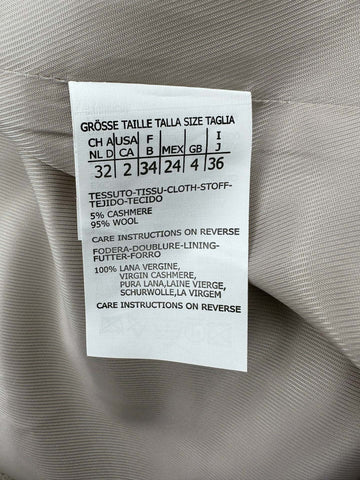 GRÖSSE TAILLE TALLA SIZE TAGLIA
CH A USA F I
NL D CA B MEX GB J
32 2 34 24 4 36
TESSUTO-TISSU-CLOTH-STOFF-
TEJIDO-TECIDO
5% CASHMERE
95% WOOL
CARE INSTRUCTIONS ON REVERSE
FODERA-DOUBLURE-LINING-
FUTTER-FORRO
100% LANA VERGINE,
VIRGIN CASHMERE,
PURA LANA,LAINE VIERGE,
SCHURWOLLE,LA VIRGEM
CARE INSTRUCTIONS ON REVERSE